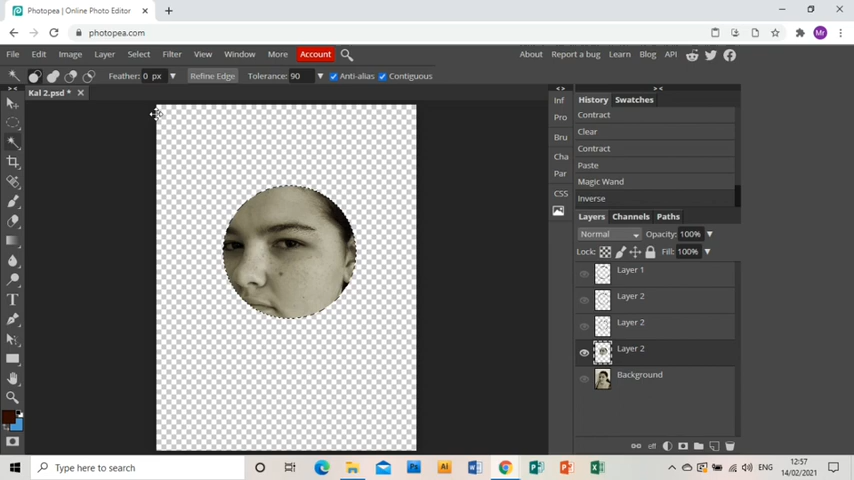 Photopea | Online Photo Editor
photopea.com
Mr
File Edit Image Layer Select Filter View Window More Account About Report a bug Learn Blog API
Feather: 0 px Refine Edge Tolerance: 90 Anti-alias Contiguous
Kal 2.psd *
Inf
Pro
Bru
Cha
Par
CSS
History Swatches
Contract
Clear
Contract
Paste
Magic Wand
Inverse
Layers Channels Paths
Normal Opacity: 100%
Lock: Fill: 100%
Layer 1
Layer 2
Layer 2
Layer 2
Background
Type here to search
ENG
12:57
14/02/2021